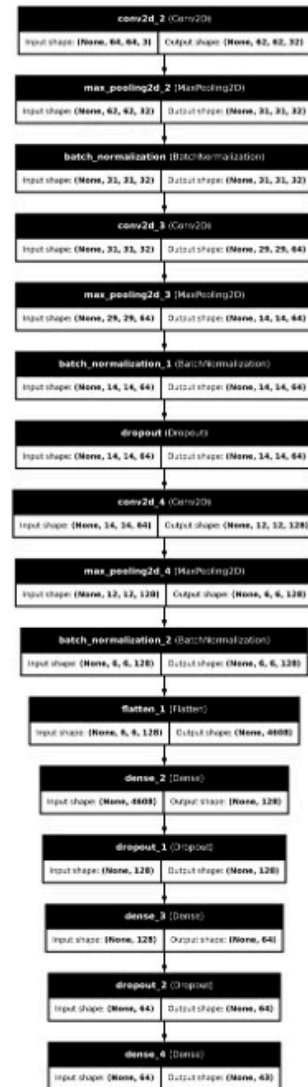 conv2d_2 (Conv2D)
Input shape: (None, 64, 64, 3) Output shape: (None, 62, 62, 32)
max_pooling2d_2 (MaxPooling2D)
Input shape: (None, 62, 62, 32) Output shape: (None, 31, 31, 32)
batch_normalization (BatchNormalization)
Input shape: (None, 31, 31, 32) Output shape: (None, 31, 31, 32)
conv2d_3 (Conv2D)
Input shape: (None, 31, 31, 32) Output shape: (None, 29, 29, 64)
max_pooling2d_3 (MaxPooling2D)
Input shape: (None, 29, 29, 64) Output shape: (None, 14, 14, 64)
batch_normalization_1 (BatchNormalization)
Input shape: (None, 14, 14, 64) Output shape: (None, 14, 14, 64)
dropout (Dropout)
Input shape: (None, 14, 14, 64) Output shape: (None, 14, 14, 64)
conv2d_4 (Conv2D)
Input shape: (None, 14, 14, 64) Output shape: (None, 12, 12, 128)
max_pooling2d_4 (MaxPooling2D)
Input shape: (None, 12, 12, 128) Output shape: (None, 6, 6, 128)
batch_normalization_2 (BatchNormalization)
Input shape: (None, 6, 6, 128) Output shape: (None, 6, 6, 128)
flatten_1 (Flatten)
Input shape: (None, 6, 6, 128) Output shape: (None, 4608)
dense_2 (Dense)
Input shape: (None, 4608) Output shape: (None, 128)
dropout_1 (Dropout)
Input shape: (None, 128) Output shape: (None, 128)
dense_3 (Dense)
Input shape: (None, 128) Output shape: (None, 64)
dropout_2 (Dropout)
Input shape: (None, 64) Output shape: (None, 64)
dense_4 (Dense)
Input shape: (None, 64) Output shape: (None, 43)